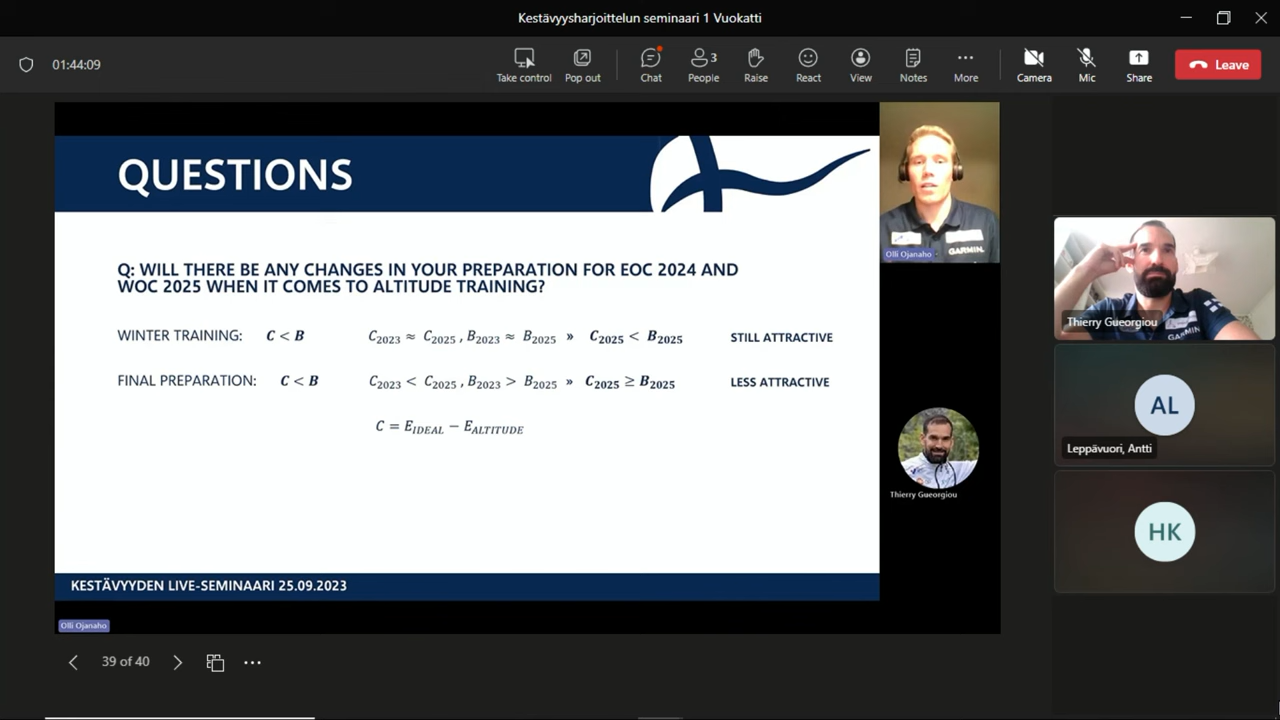 Kestävyysharjoittelun seminaari 1 Vuokatti
01:44:09
Take control
Pop out
Chat
3
People
Raise
React
View
Notes
More
Camera
Mic
Share
Leave
QUESTIONS
Q: WILL THERE BE ANY CHANGES IN YOUR PREPARATION FOR EOC 2024 AND
WOC 2025 WHEN IT COMES TO ALTITUDE TRAINING?
WINTER TRAINING: C < B C₂₀₂₃ ≈ C₂₀₂₅ , B₂₀₂₃ ≈ B₂₀₂₅ » C₂₀₂₅ < B₂₀₂₅ STILL ATTRACTIVE
FINAL PREPARATION: C < B C₂₀₂₃ < C₂₀₂₅ , B₂₀₂₃ > B₂₀₂₅ » C₂₀₂₅ ≥ B₂₀₂₅ LESS ATTRACTIVE
C = E_IDEAL − E_ALTITUDE
KESTÄVYYDEN LIVE-SEMINAARI 25.09.2023
Olli Ojanaho
GARMIN.
Olli Ojanaho
Thierry Gueorgiou
Thierry Gueorgiou
GARMIN
AL
Leppävuori, Antti
HK
39 of 40